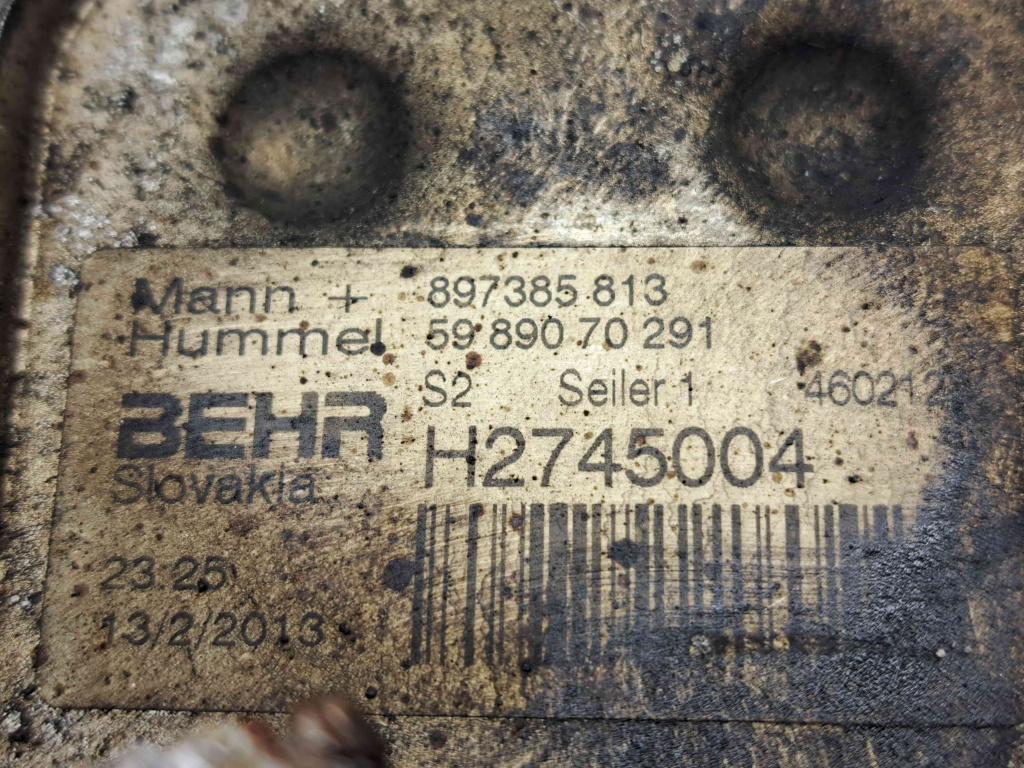 Mann + 897385 813
Hummel 59 890 70 291
S2 Seiler 1 460212
BEHR H2745004
Slovakia
23 25
13/2/2013